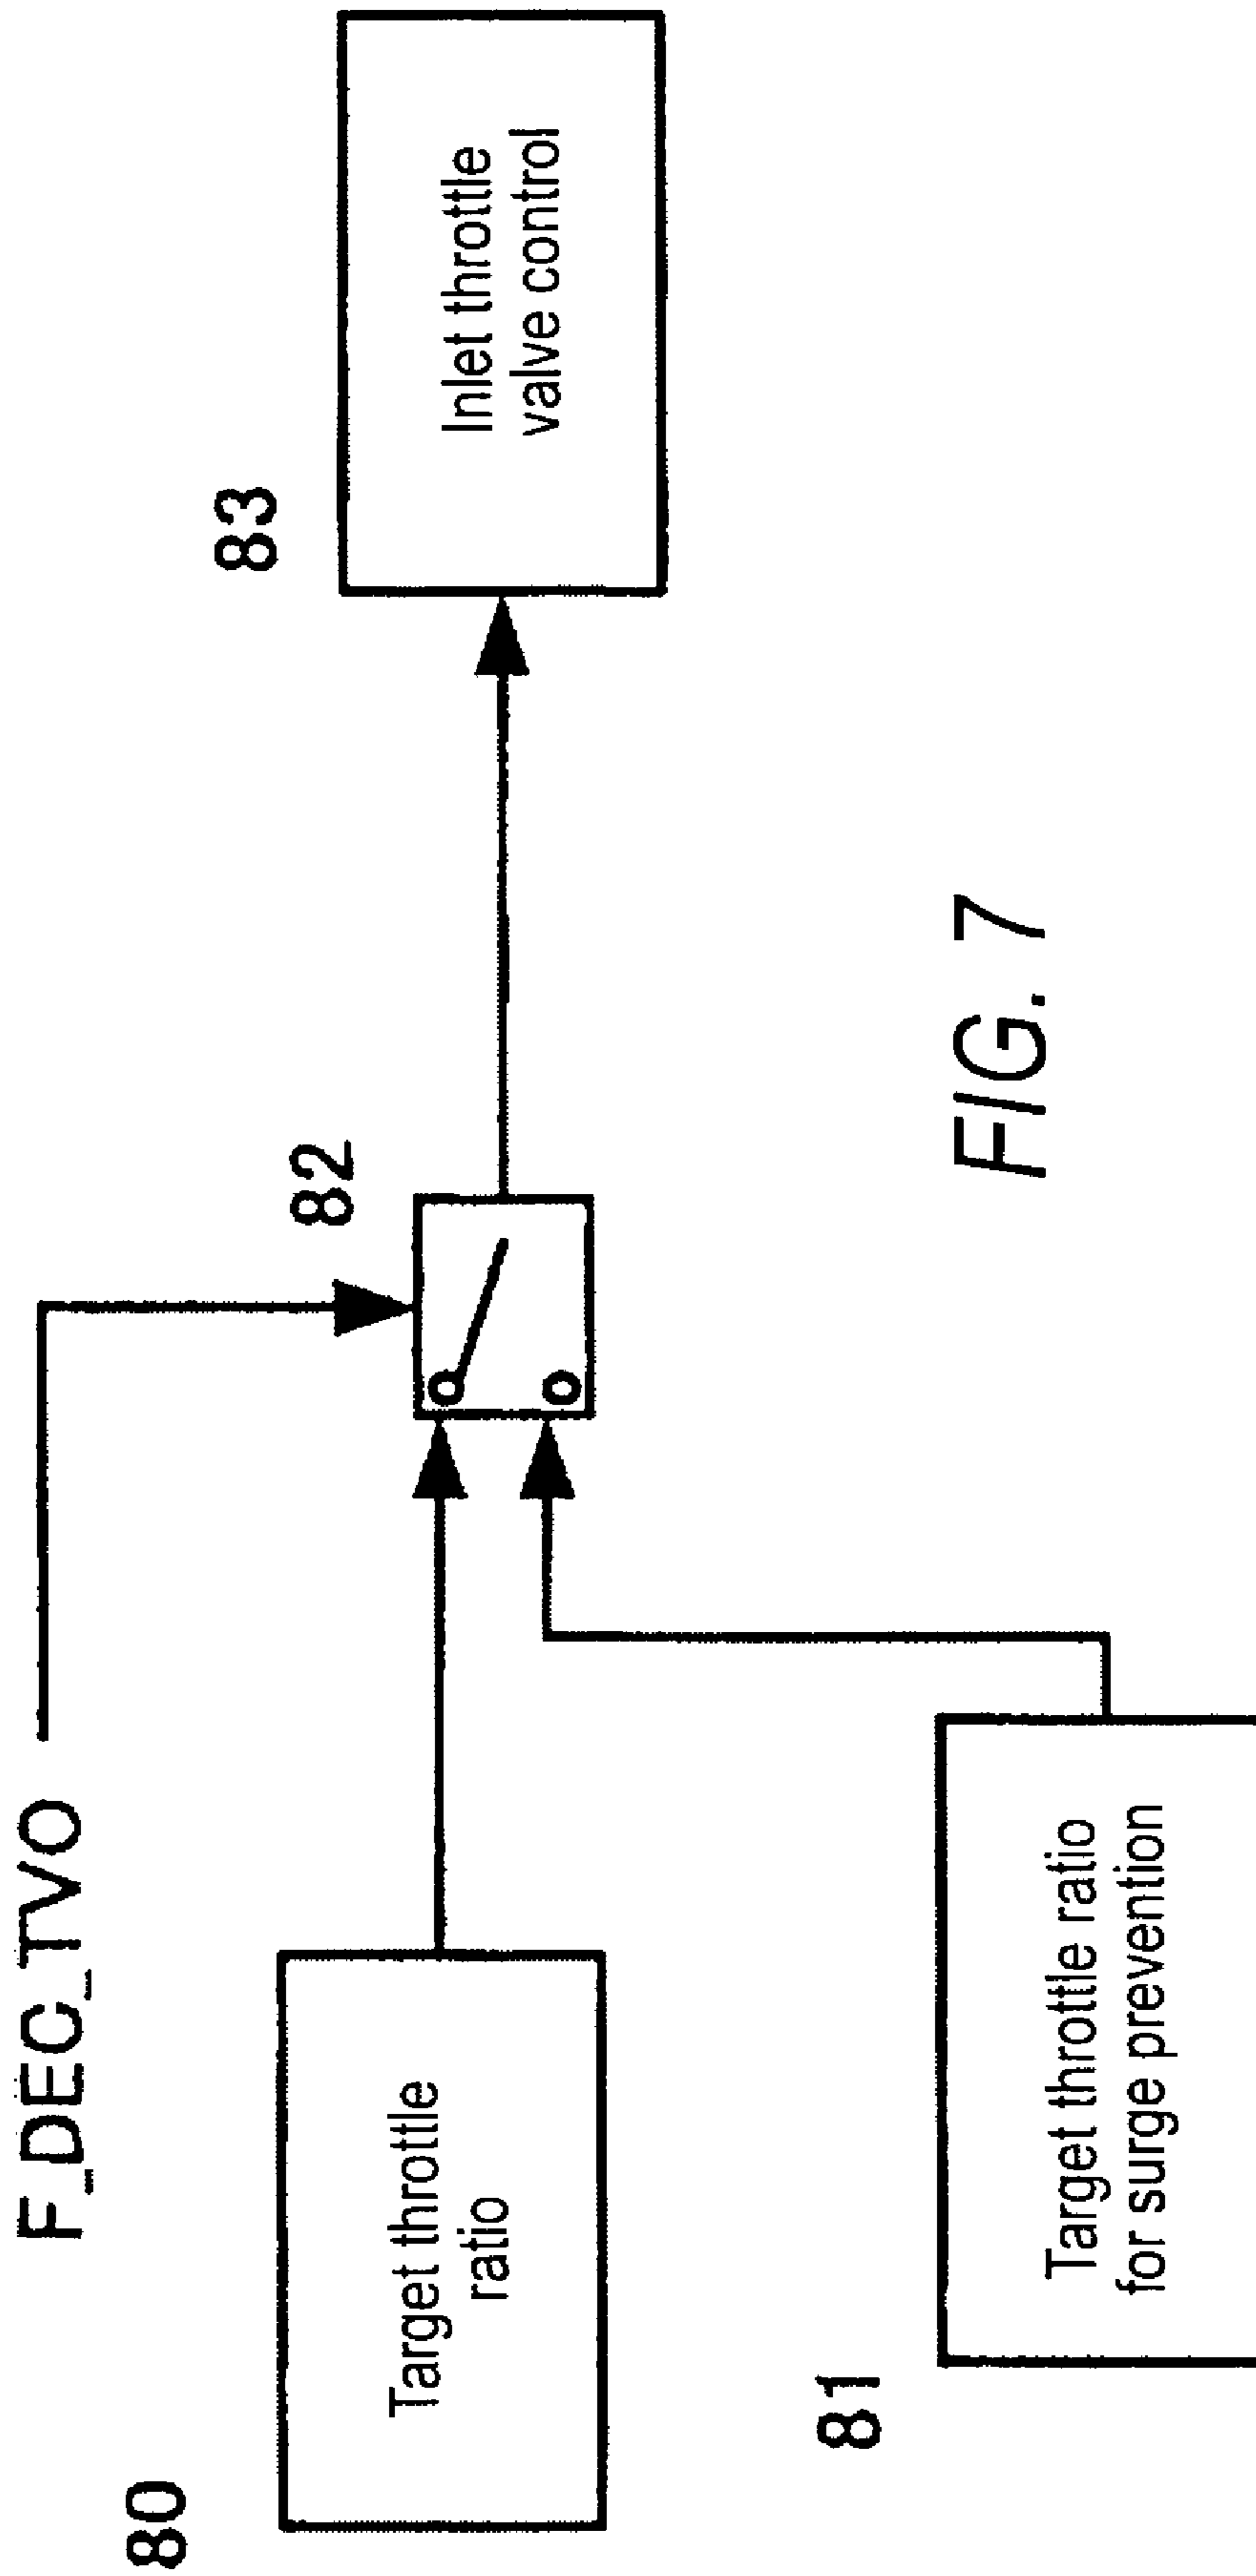 F_DEC_TVO
80
Target throttle
ratio
82
83
Inlet throttle
valve control
81
Target throttle ratio
for surge prevention
FIG. 7